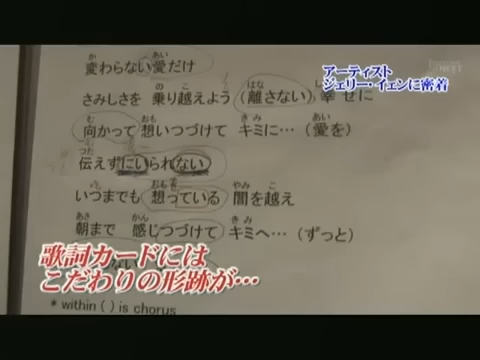 アーティスト
ジェリー・イェンに密着
変わらない愛だけ
さみしさを 乗り越えよう (離さない) 幸せに
向かって 想いつづけて キミに…(愛を)
伝えずにいられない
いつまでも 想っている 闇を越え
朝まで 感じつづけて キミへ…(ずっと)
歌詞カードには
こだわりの形跡が…
* within ( ) is chorus